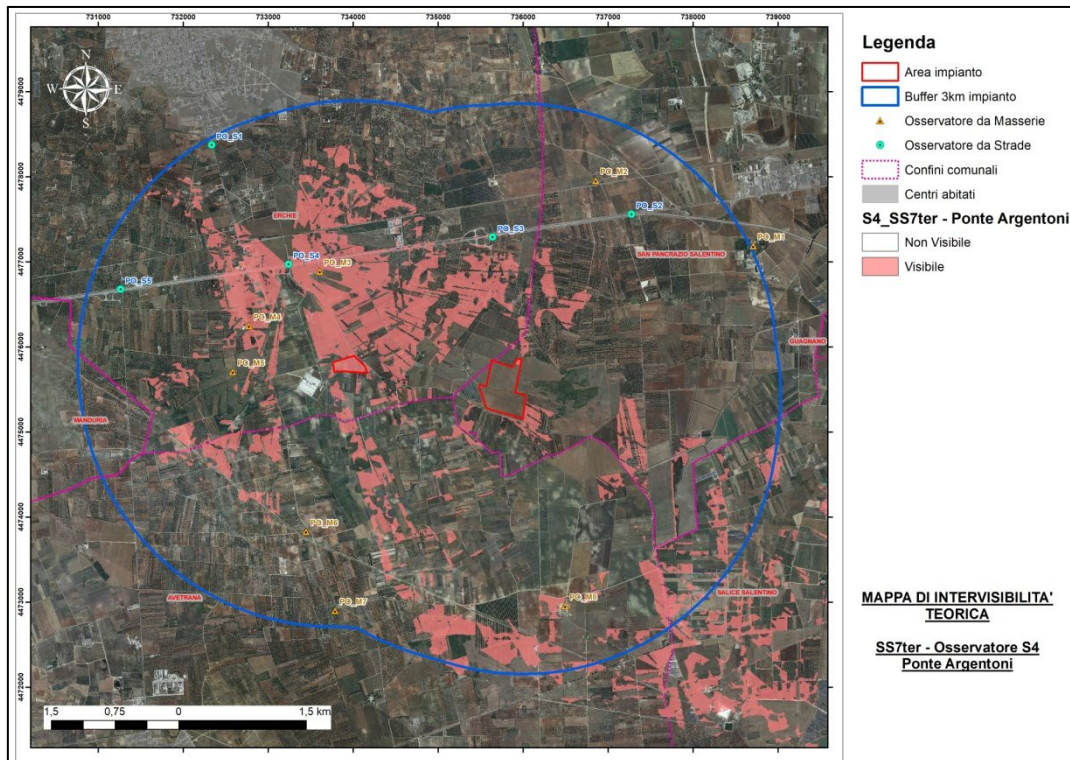 731000 732000 733000 734000 735000 736000 737000 738000 739000
4479000
4478000
4477000
4476000
4475000
4474000
4473000
4472000
N
W E
S
PO_S1
PO_M2
PO_S2
ERCHIE
PO_S3
PO_M1
SAN PANCRAZIO SALENTINO
PO_S4
PO_M3
PO_S5
PO_M4
GUAGNANO
PO_M5
MANDURIA
PO_M6
AVETRANA
PO_M7
PO_M8
SALICE SALENTINO
1,5 0,75 0 1,5 km
Legenda
Area impianto
Buffer 3km impianto
Osservatore da Masserie
Osservatore da Strade
Confini comunali
Centri abitati
S4_SS7ter - Ponte Argentoni
Non Visibile
Visibile
MAPPA DI INTERVISIBILITA'
TEORICA
SS7ter - Osservatore S4
Ponte Argentoni